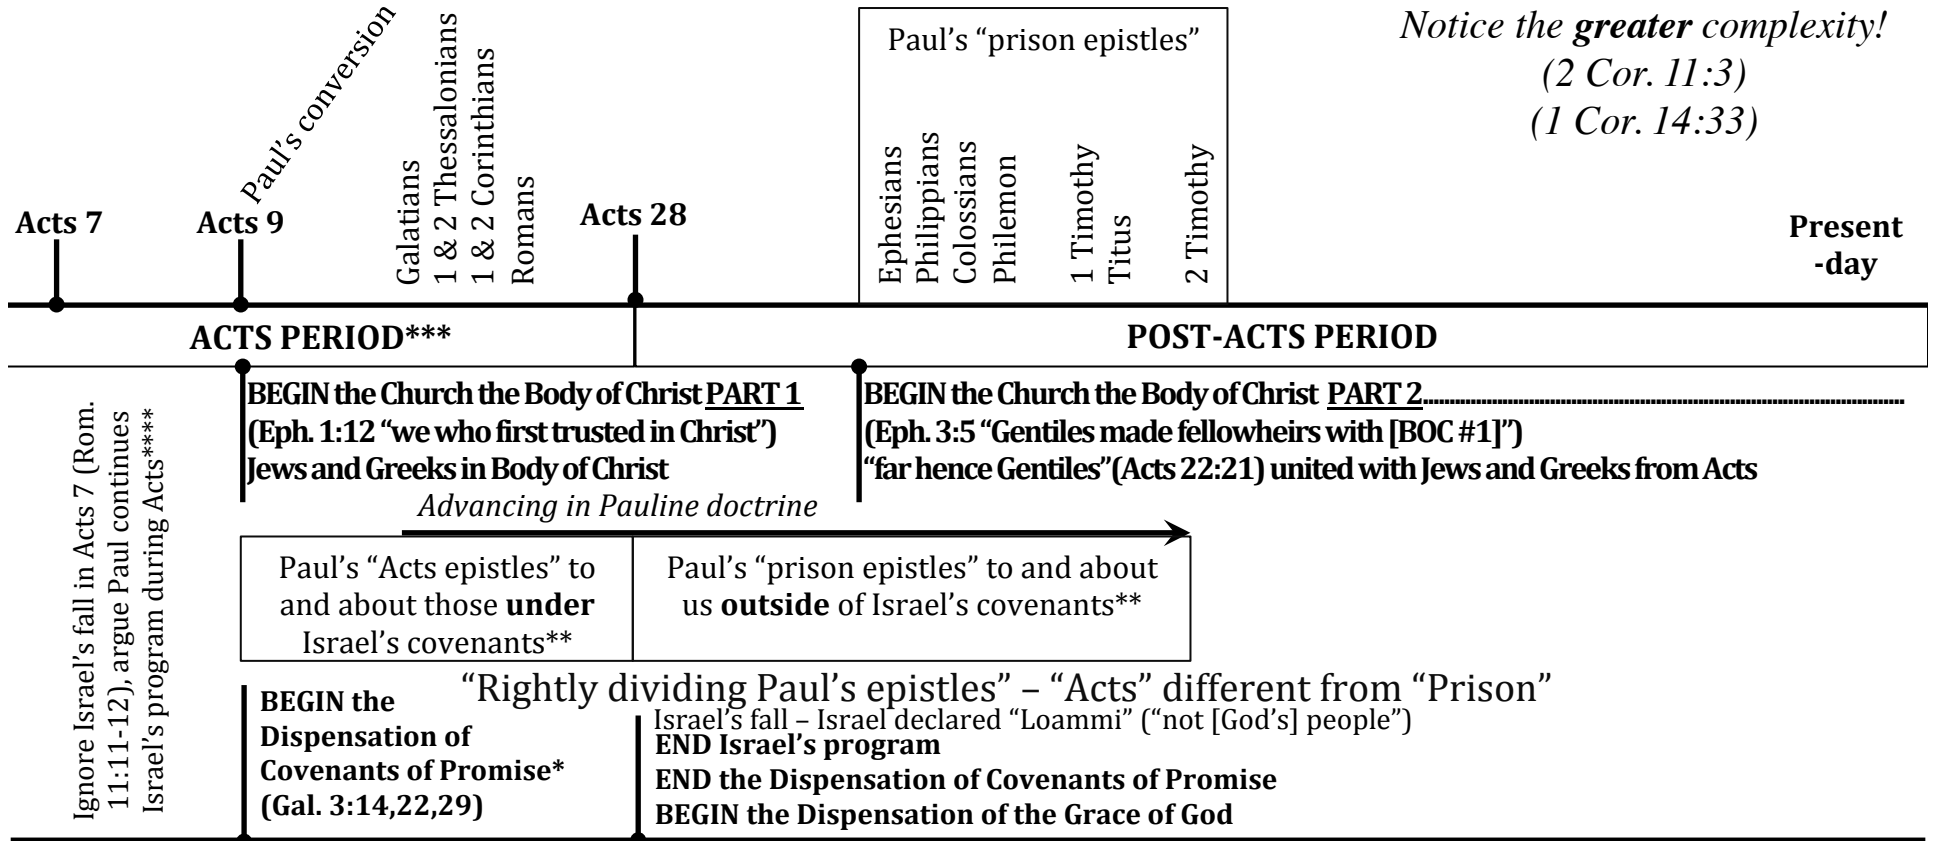 Notice the greater complexity!
(2 Cor. 11:3)
(1 Cor. 14:33)
Paul's “prison epistles”
Acts 7
Acts 9
Paul's conversion
Galatians
1 & 2 Thessalonians
1 & 2 Corinthians
Romans
Acts 28
Ephesians
Philippians
Colossians
Philemon
1 Timothy
Titus
2 Timothy
Present
-day
ACTS PERIOD***
POST-ACTS PERIOD
Ignore Israel’s fall in Acts 7 (Rom.
11:11-12), argue Paul continues
Israel’s program during Acts****
BEGIN the Church the Body of Christ PART 1
(Eph. 1:12 “we who first trusted in Christ”)
Jews and Greeks in Body of Christ
BEGIN the Church the Body of Christ PART 2
(Eph. 3:5 “Gentiles made fellowheirs with [BOC #1]”)
“far hence Gentiles”(Acts 22:21) united with Jews and Greeks from Acts
Advancing in Pauline doctrine
Paul’s “Acts epistles” to
and about those under
Israel’s covenants**
Paul’s “prison epistles” to and about
us outside of Israel’s covenants**
“Rightly dividing Paul’s epistles” – “Acts” different from “Prison”
BEGIN the
Dispensation of
Covenants of Promise*
(Gal. 3:14,22,29)
Israel’s fall – Israel declared “Loammi” (“not [God’s] people”)
END Israel’s program
END the Dispensation of Covenants of Promise
BEGIN the Dispensation of the Grace of God